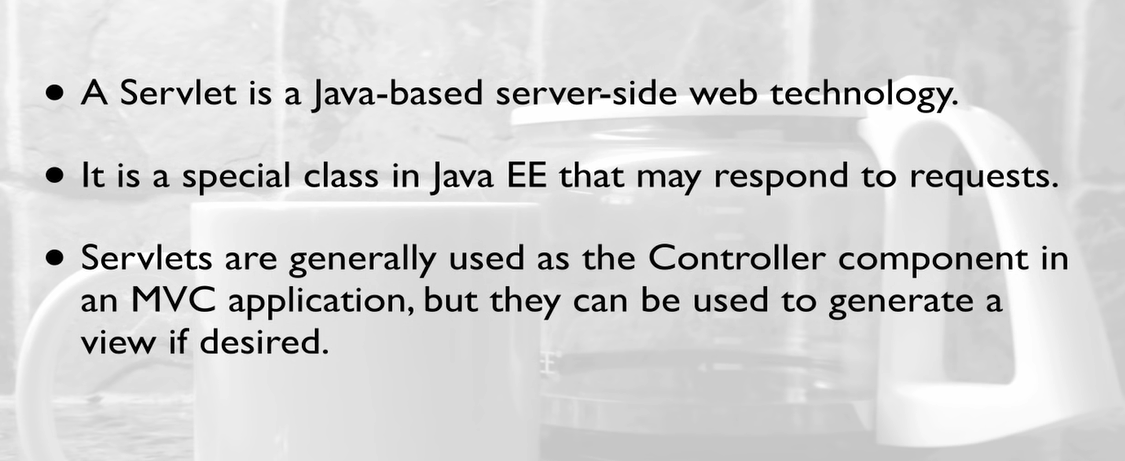 • A Servlet is a Java-based server-side web technology.
• It is a special class in Java EE that may respond to requests.
• Servlets are generally used as the Controller component in
an MVC application, but they can be used to generate a
view if desired.